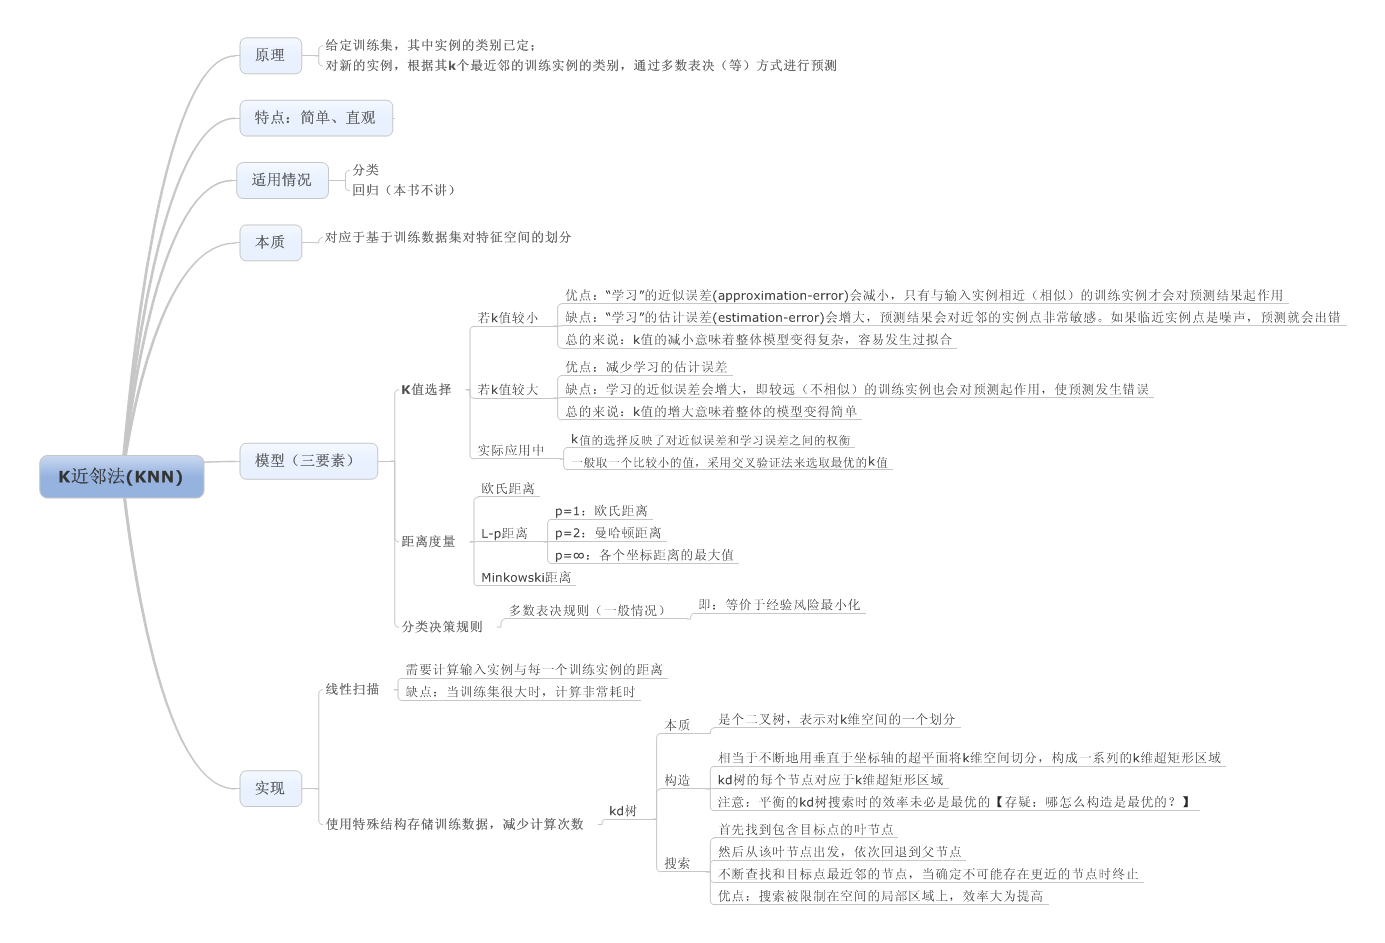 K近邻法(KNN)
原理
给定训练集，其中实例的类别已定；
对新的实例，根据其k个最近邻的训练实例的类别，通过多数表决（等）方式进行预测
特点：简单、直观
适用情况
分类
回归（本书不讲）
本质
对应于基于训练数据集对特征空间的划分
模型（三要素）
K值选择
若k值较小
优点：“学习”的近似误差(approximation-error)会减小，只有与输入实例相近（相似）的训练实例才会对预测结果起作用
缺点：“学习”的估计误差(estimation-error)会增大，预测结果会对近邻的实例点非常敏感。如果临近实例点是噪声，预测就会出错
总的来说：k值的减小意味着整体模型变得复杂，容易发生过拟合
若k值较大
优点：减少学习的估计误差
缺点：学习的近似误差会增大，即较远（不相似）的训练实例也会对预测起作用，使预测发生错误
总的来说：k值的增大意味着整体的模型变得简单
实际应用中
k值的选择反映了对近似误差和学习误差之间的权衡
一般取一个比较小的值，采用交叉验证法来选取最优的k值
距离度量
欧氏距离
L-p距离
p=1：欧氏距离
p=2：曼哈顿距离
p=∞：各个坐标距离的最大值
Minkowski距离
分类决策规则
多数表决规则（一般情况）
即：等价于经验风险最小化
实现
线性扫描
需要计算输入实例与每一个训练实例的距离
缺点：当训练集很大时，计算非常耗时
使用特殊结构存储训练数据，减少计算次数
kd树
本质
是个二叉树，表示对k维空间的一个划分
构造
相当于不断地用垂直于坐标轴的超平面将k维空间切分，构成一系列的k维超矩形区域
kd树的每个节点对应于k维超矩形区域
注意：平衡的kd树搜索时的效率未必是最优的【存疑：哪怎么构造是最优的？】
搜索
首先找到包含目标点的叶节点
然后从该叶节点出发，依次回退到父节点
不断查找和目标点最近邻的节点，当确定不可能存在更近的节点时终止
优点：搜索被限制在空间的局部区域上，效率大为提高